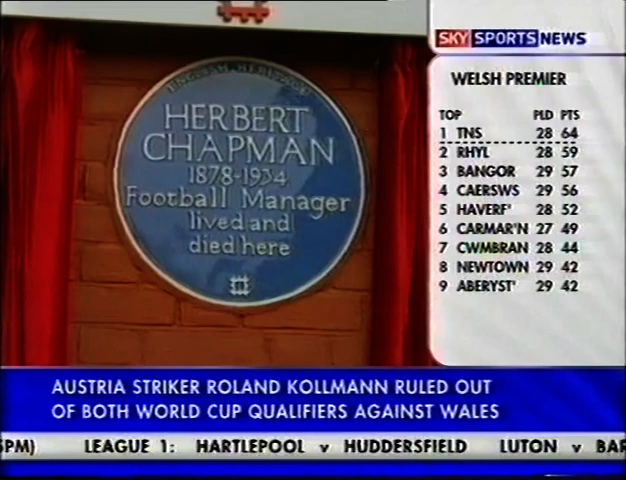 ENGLISH HERITAGE
HERBERT
CHAPMAN
1878-1934
Football Manager
lived and
died here
SKY SPORTS NEWS
WELSH PREMIER
TOP PLD PTS
1 TNS 28 64
2 RHYL 28 59
3 BANGOR 29 57
4 CAERSWS 29 56
5 HAVERF' 28 52
6 CARMAR'N 27 49
7 CWMBRAN 28 44
8 NEWTOWN 29 42
9 ABERYST' 29 42
AUSTRIA STRIKER ROLAND KOLLMANN RULED OUT
OF BOTH WORLD CUP QUALIFIERS AGAINST WALES
5PM) LEAGUE 1: HARTLEPOOL v HUDDERSFIELD LUTON v BAR